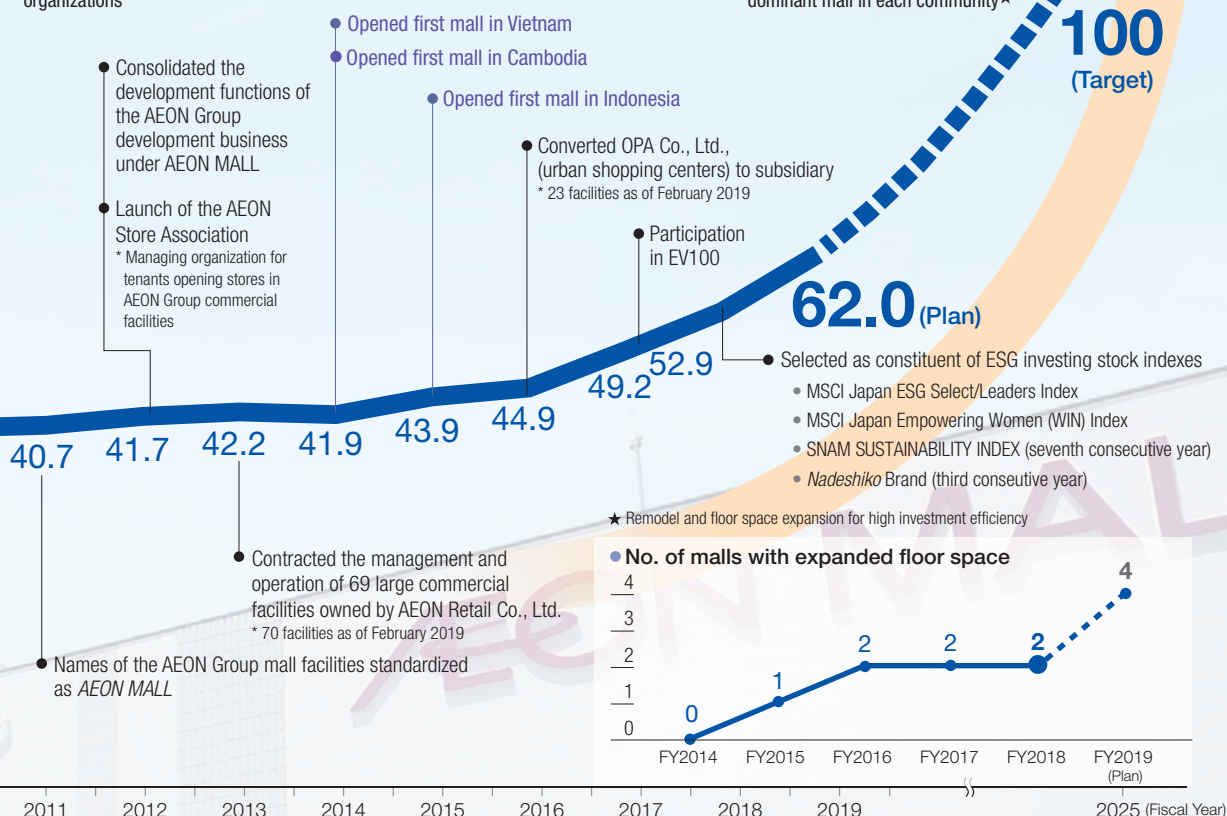 organizations
dominant mall in each community★
Opened first mall in Vietnam
Opened first mall in Cambodia
Opened first mall in Indonesia
Consolidated the
development functions of
the AEON Group
development business
under AEON MALL
Launch of the AEON
Store Association
* Managing organization for
tenants opening stores in
AEON Group commercial
facilities
Converted OPA Co., Ltd.,
(urban shopping centers) to subsidiary
* 23 facilities as of February 2019
Participation
in EV100
100
(Target)
62.0 (Plan)
40.7 41.7 42.2 41.9 43.9 44.9 49.2 52.9
Selected as constituent of ESG investing stock indexes
• MSCI Japan ESG Select/Leaders Index
• MSCI Japan Empowering Women (WIN) Index
• SNAM SUSTAINABILITY INDEX (seventh consecutive year)
• Nadeshiko Brand (third conseutive year)
★ Remodel and floor space expansion for high investment efficiency
Contracted the management and
operation of 69 large commercial
facilities owned by AEON Retail Co., Ltd.
* 70 facilities as of February 2019
Names of the AEON Group mall facilities standardized
as AEON MALL
ÆON MAL
No. of malls with expanded floor space
4
3
2
1
0
0 1 2 2 2 4
FY2014 FY2015 FY2016 FY2017 FY2018 FY2019
(Plan)
2011 2012 2013 2014 2015 2016 2017 2018 2019 2025 (Fiscal Year)